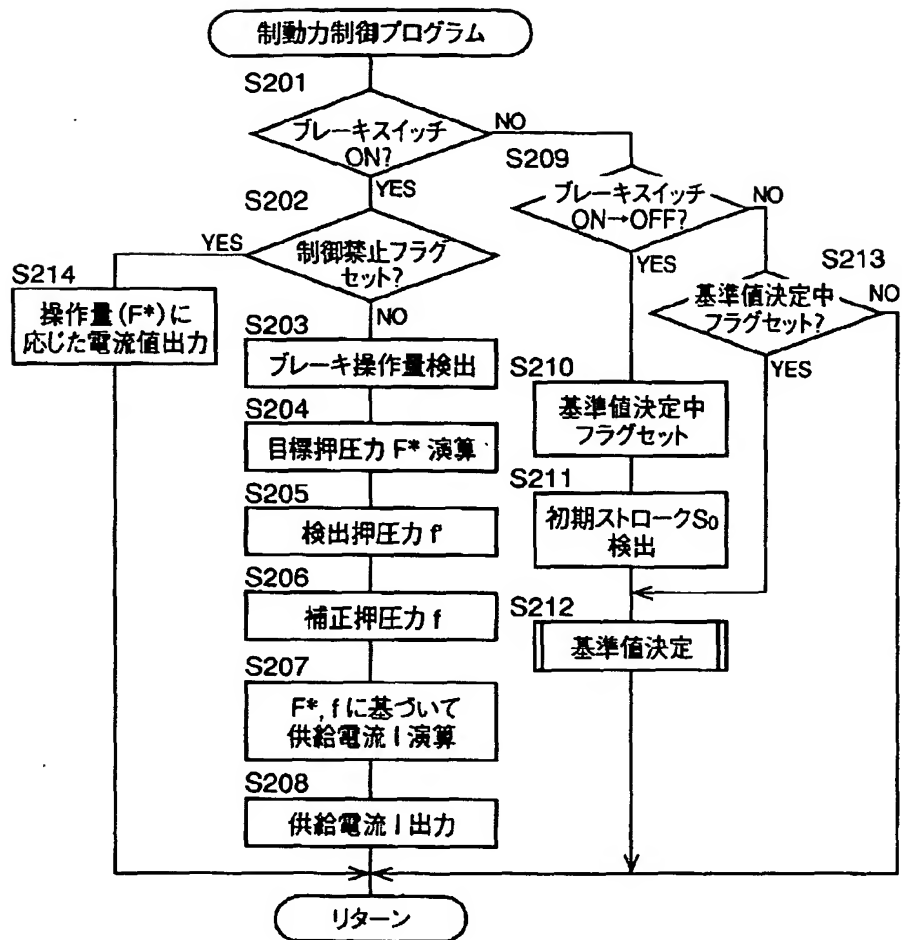 制動力制御プログラム
S201
ブレーキスイッチ
ON?
NO
YES
S202
制御禁止フラグ
セット?
YES
NO
S214
操作量(F*)に
応じた電流値出力
S203
ブレーキ操作量検出
S204
目標押圧力 F* 演算
S205
検出押圧力 f'
S206
補正押圧力 f
S207
F*, f に基づいて
供給電流 I 演算
S208
供給電流 I 出力
S209
ブレーキスイッチ
ON→OFF?
NO
YES
S213
基準値決定中
フラグセット?
NO
YES
S210
基準値決定中
フラグセット
S211
初期ストロークS0
検出
S212
基準値決定
リターン